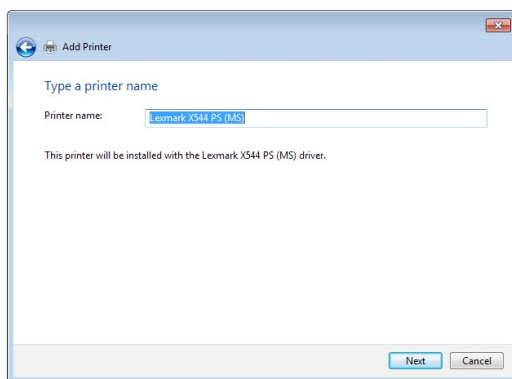 Add Printer
Type a printer name
Printer name: Lexmark X544 PS (MS)
This printer will be installed with the Lexmark X544 PS (MS) driver.
Next Cancel